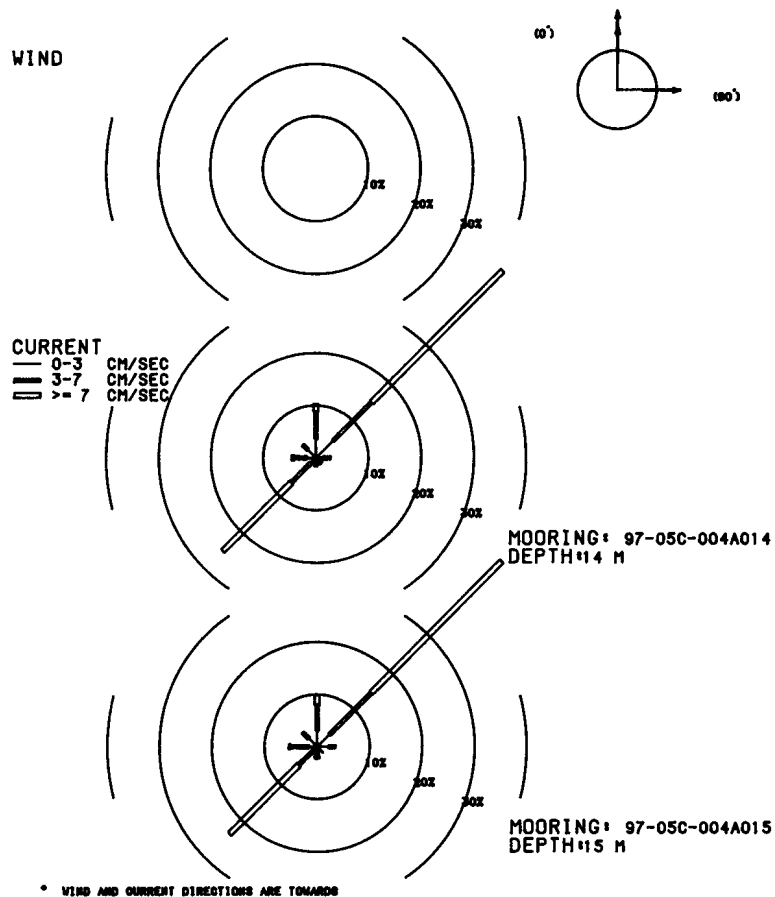 WIND
(0°)
(90°)
10%
20%
30%
CURRENT
0-3 CM/SEC
3-7 CM/SEC
>= 7 CM/SEC
10%
20%
30%
MOORING: 97-05C-004A014
DEPTH:14 M
10%
20%
30%
MOORING: 97-05C-004A015
DEPTH:15 M
* WIND AND CURRENT DIRECTIONS ARE TOWARDS